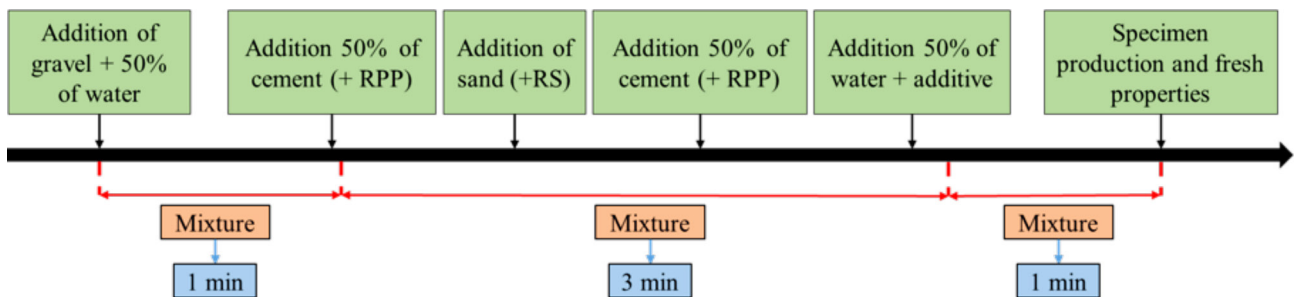 Addition of
gravel + 50%
of water
Addition 50% of
cement (+ RPP)
Addition of
sand (+RS)
Addition 50% of
cement (+ RPP)
Addition 50% of
water + additive
Specimen
production and fresh
properties
Mixture
1 min
Mixture
3 min
Mixture
1 min